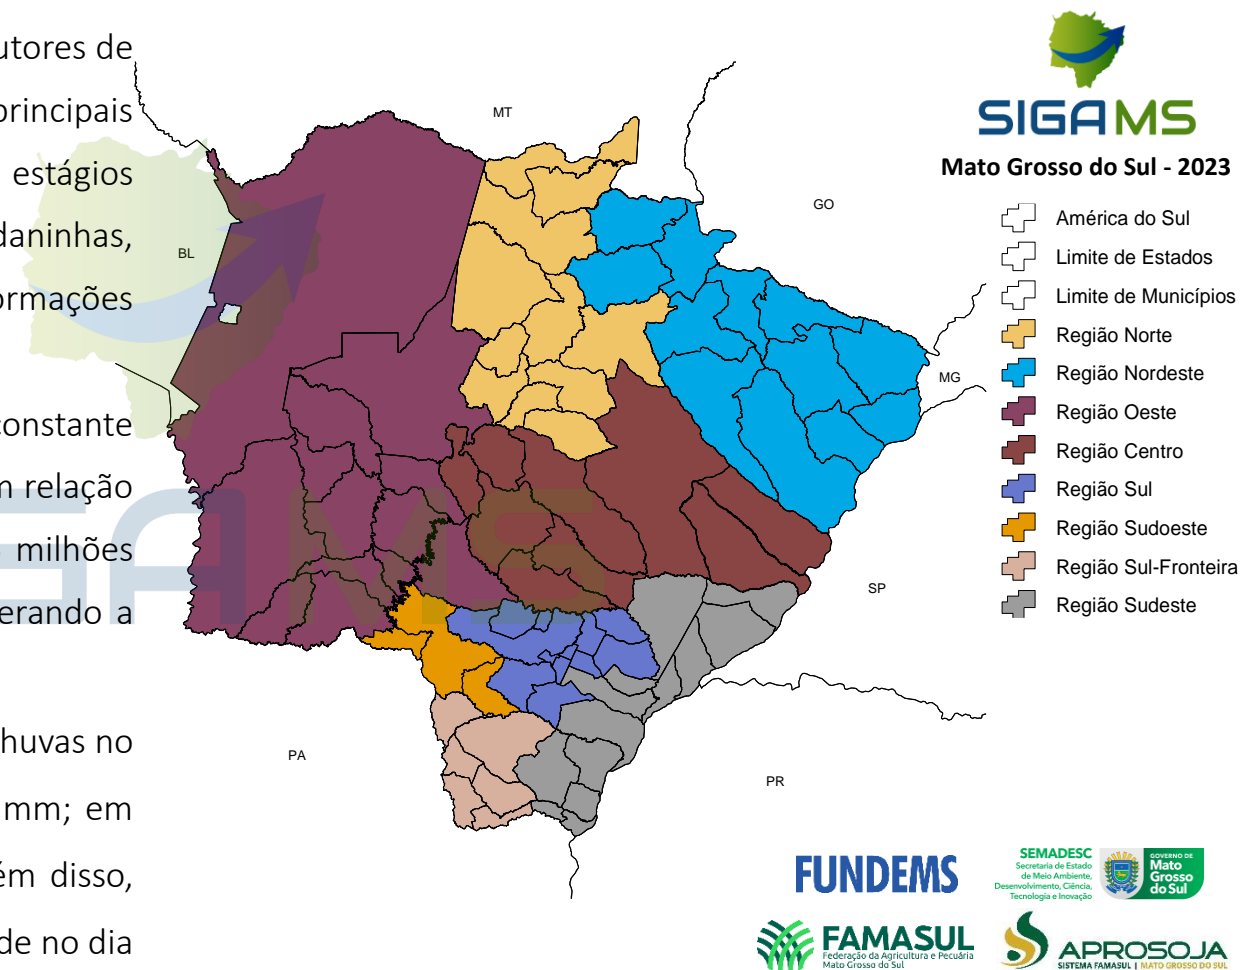 utores de
principais
estágios
daninhas,
ormações
constante
m relação
milhões
erando a
huvas no
mm; em
ém disso,
de no dia
MT
GO
BL
MG
SP
PA
PR
SIGAMS
SIGAMS
Mato Grosso do Sul - 2023
América do Sul
Limite de Estados
Limite de Municípios
Região Norte
Região Nordeste
Região Oeste
Região Centro
Região Sul
Região Sudoeste
Região Sul-Fronteira
Região Sudeste
FUNDEMS
SEMADESC
Secretaria de Estado
de Meio Ambiente,
Desenvolvimento, Ciência,
Tecnologia e Inovação
GOVERNO DE
Mato
Grosso
do Sul
FAMASUL
Federação da Agricultura e Pecuária
Mato Grosso do Sul
APROSOJA
SISTEMA FAMASUL | MATO GROSSO DO SUL